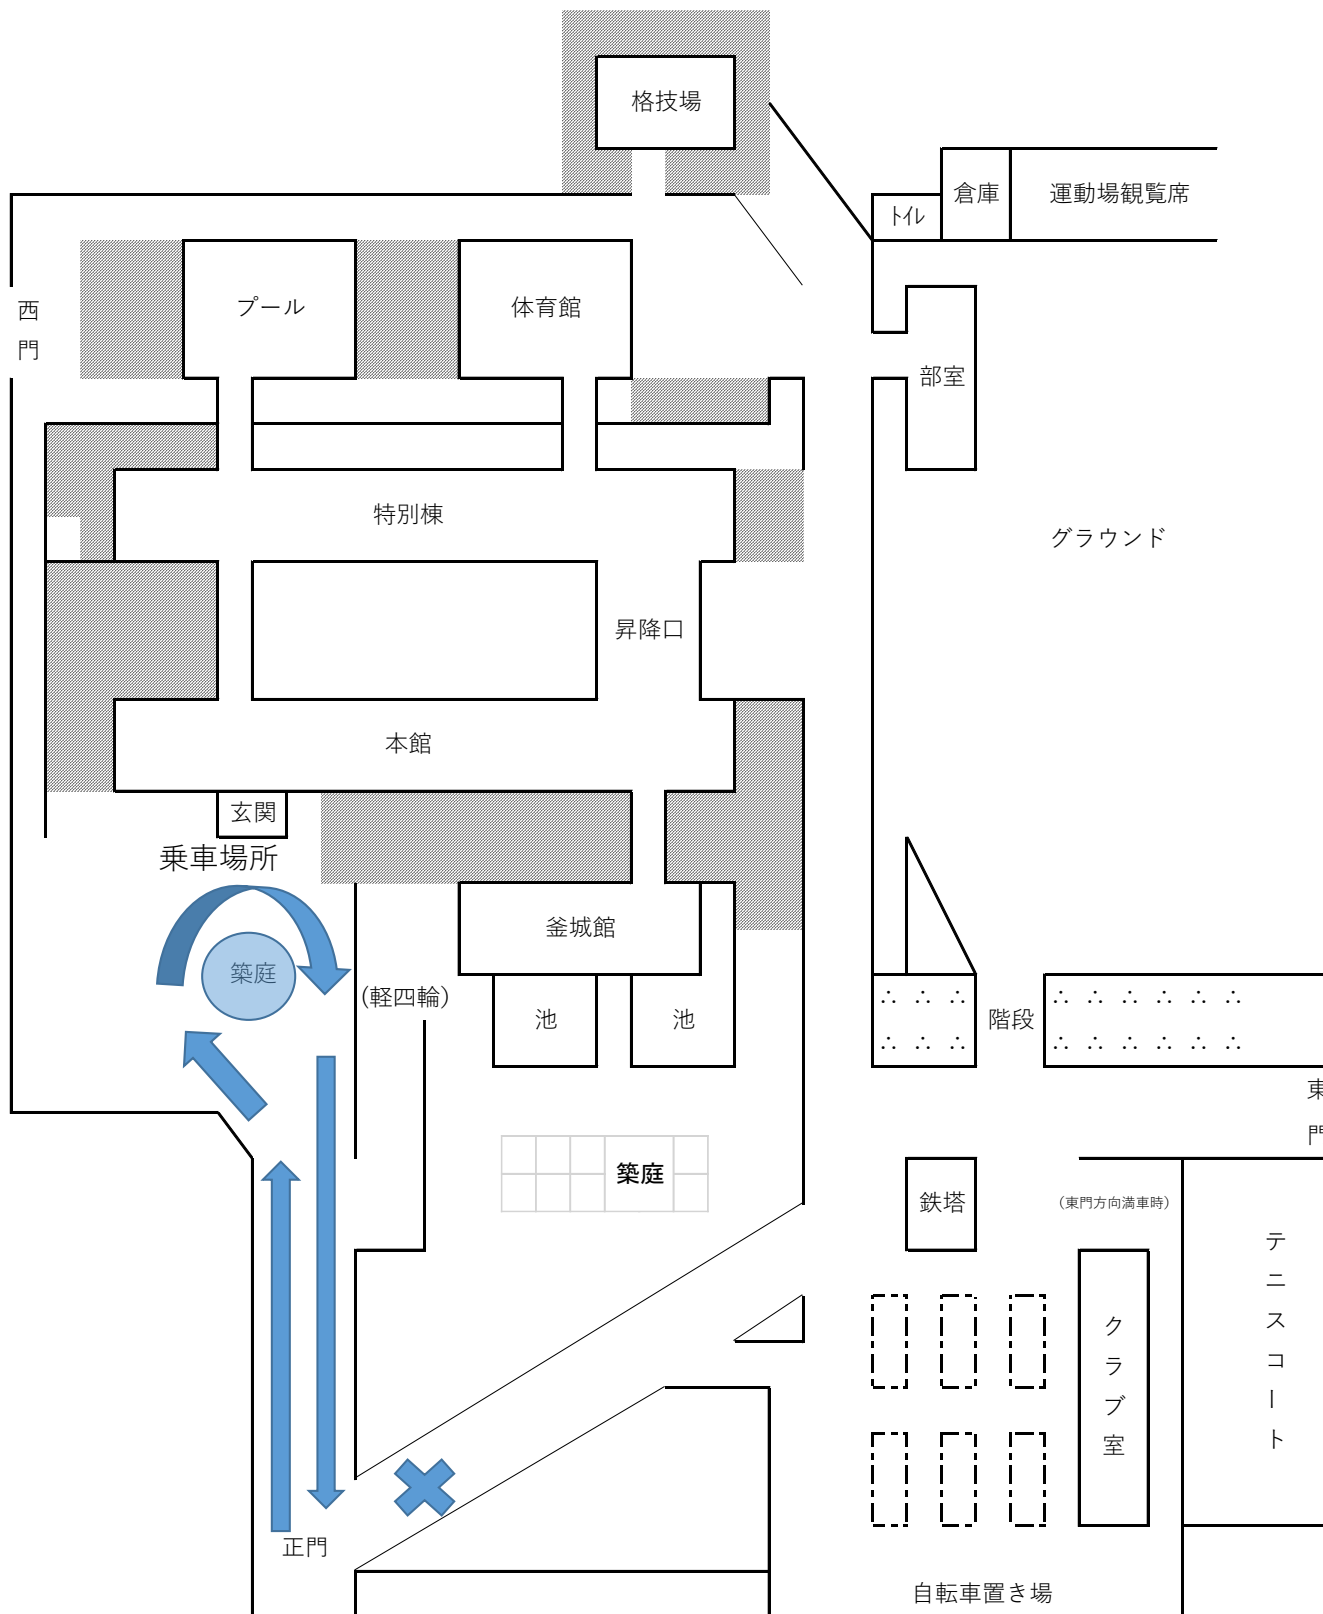 格技場
倉庫
運動場観覧席
ﾄｲﾚ
西門
プール
体育館
部室
特別棟
グラウンド
昇降口
本館
玄関
乗車場所
釜城館
築庭
(軽四輪)
池
池
階段
∴ ∴ ∴
∴ ∴ ∴ ∴ ∴ ∴
∴ ∴ ∴
∴ ∴ ∴ ∴ ∴ ∴
東門
築庭
鉄塔
(東門方向満車時)
テニスコート
クラブ室
正門
自転車置き場